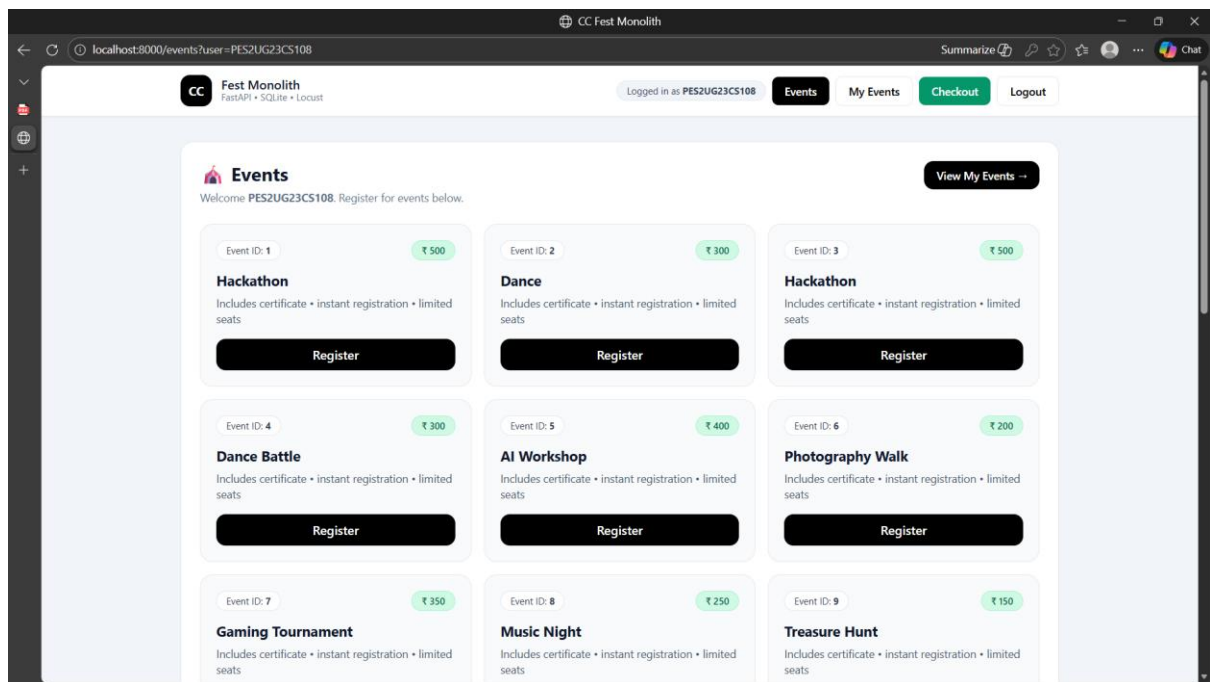 CC Fest Monolith
localhost:8000/events?user=PES2UG23CS108
Summarize
Chat
CC
Fest Monolith
FastAPI • SQLite • Locust
Logged in as PES2UG23CS108
Events
My Events
Checkout
Logout
Events
Welcome PES2UG23CS108. Register for events below.
View My Events →
Event ID: 1
₹ 500
Hackathon
Includes certificate • instant registration • limited
seats
Register
Event ID: 2
₹ 300
Dance
Includes certificate • instant registration • limited
seats
Register
Event ID: 3
₹ 500
Hackathon
Includes certificate • instant registration • limited
seats
Register
Event ID: 4
₹ 300
Dance Battle
Includes certificate • instant registration • limited
seats
Register
Event ID: 5
₹ 400
AI Workshop
Includes certificate • instant registration • limited
seats
Register
Event ID: 6
₹ 200
Photography Walk
Includes certificate • instant registration • limited
seats
Register
Event ID: 7
₹ 350
Gaming Tournament
Includes certificate • instant registration • limited
seats
Event ID: 8
₹ 250
Music Night
Includes certificate • instant registration • limited
seats
Event ID: 9
₹ 150
Treasure Hunt
Includes certificate • instant registration • limited
seats